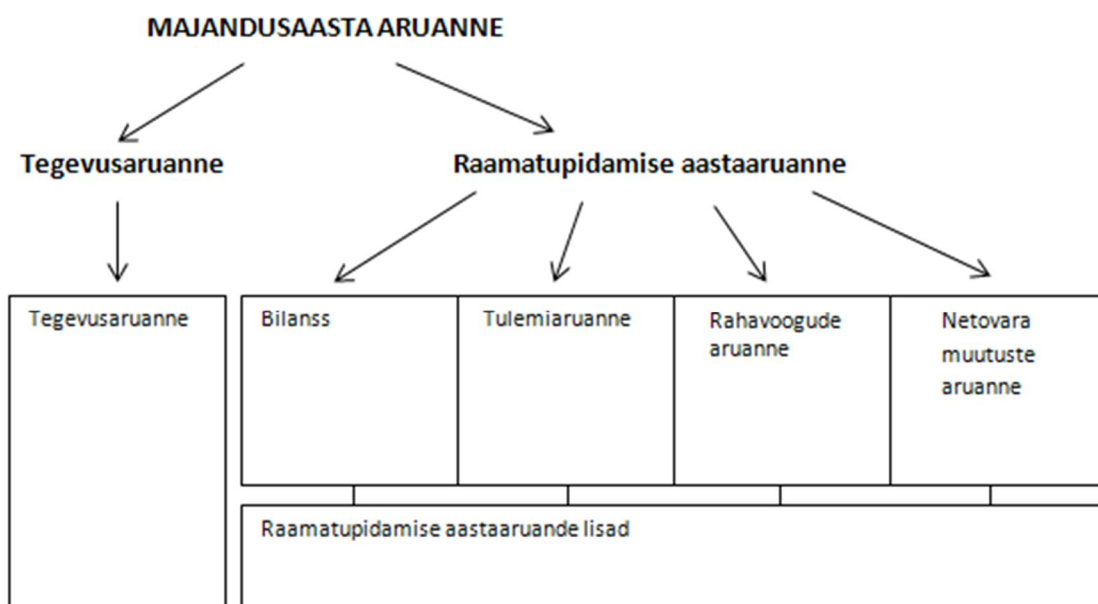 MAJANDUSAASTA ARUANNE
Tegevusaruanne
Raamatupidamise aastaaruanne
Tegevusaruanne
Bilanss
Tulemiaruanne
Rahavoogude
aruanne
Netovara
muutuste
aruanne
Raamatupidamise aastaaruande lisad